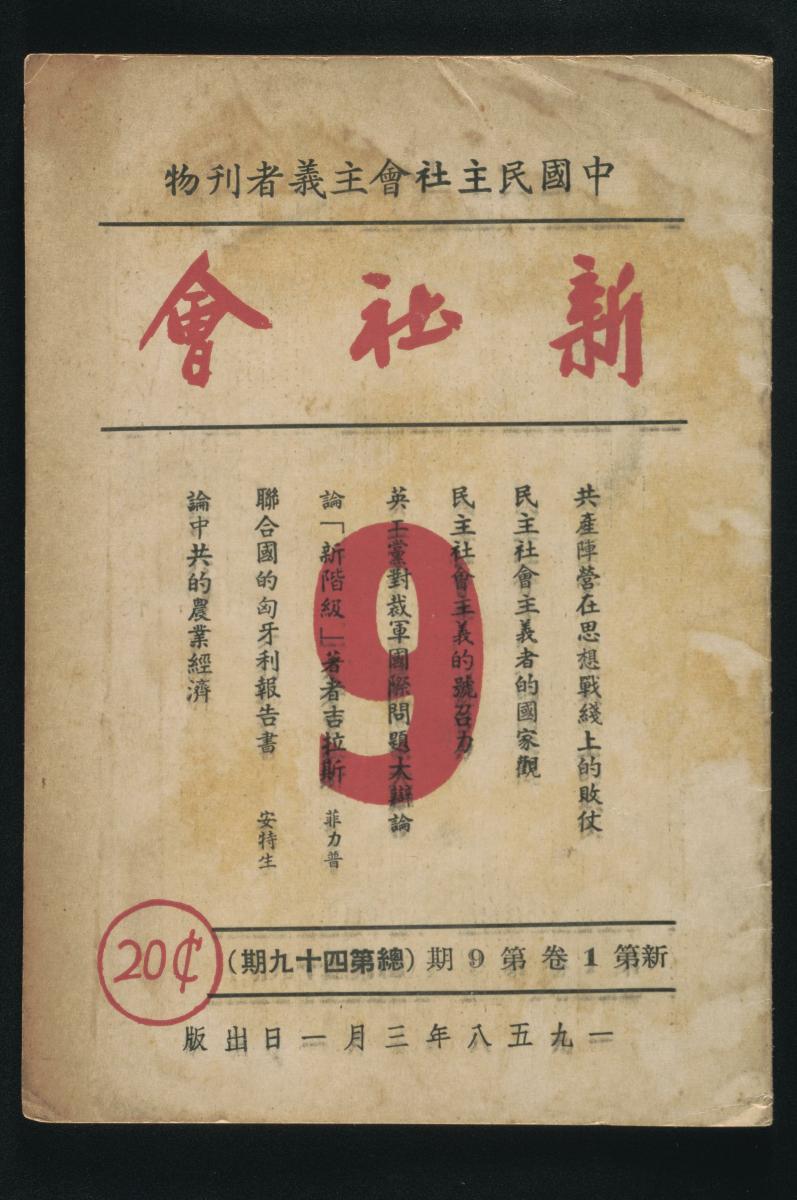 中國民主社會主義者刊物
新社會
9
共產陣營在思想戰綫上的敗仗
民主社會主義者的國家觀
民主社會主義的號召力
英工黨對裁軍國際問題大辯論
論「新階級」著者吉拉斯 菲力普
聯合國的匈牙利報告書 安特生
論中共的農業經濟
新第1卷第9期(總第四十九期)
20¢
一九五八年三月一日出版